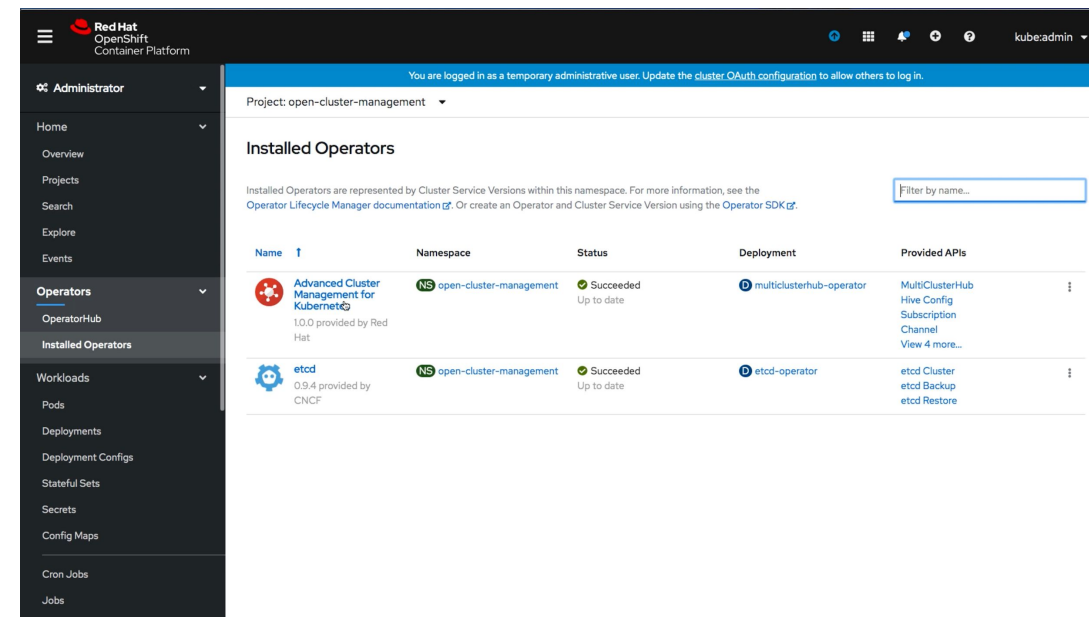 Red Hat
OpenShift
Container Platform
kube:admin
You are logged in as a temporary administrative user. Update the cluster OAuth configuration to allow others to log in.
Administrator
Home
Overview
Projects
Search
Explore
Events
Operators
OperatorHub
Installed Operators
Workloads
Pods
Deployments
Deployment Configs
Stateful Sets
Secrets
Config Maps
Cron Jobs
Jobs
Project: open-cluster-management
Installed Operators
Installed Operators are represented by Cluster Service Versions within this namespace. For more information, see the
Operator Lifecycle Manager documentation. Or create an Operator and Cluster Service Version using the Operator SDK.
Filter by name...
Name Namespace Status Deployment Provided APIs
Advanced Cluster
Management for
Kubernetes
1.0.0 provided by Red
Hat
NS open-cluster-management
Succeeded
Up to date
D multiclusterhub-operator
MultiClusterHub
Hive Config
Subscription
Channel
View 4 more...
etcd
0.9.4 provided by
CNCF
NS open-cluster-management
Succeeded
Up to date
D etcd-operator
etcd Cluster
etcd Backup
etcd Restore